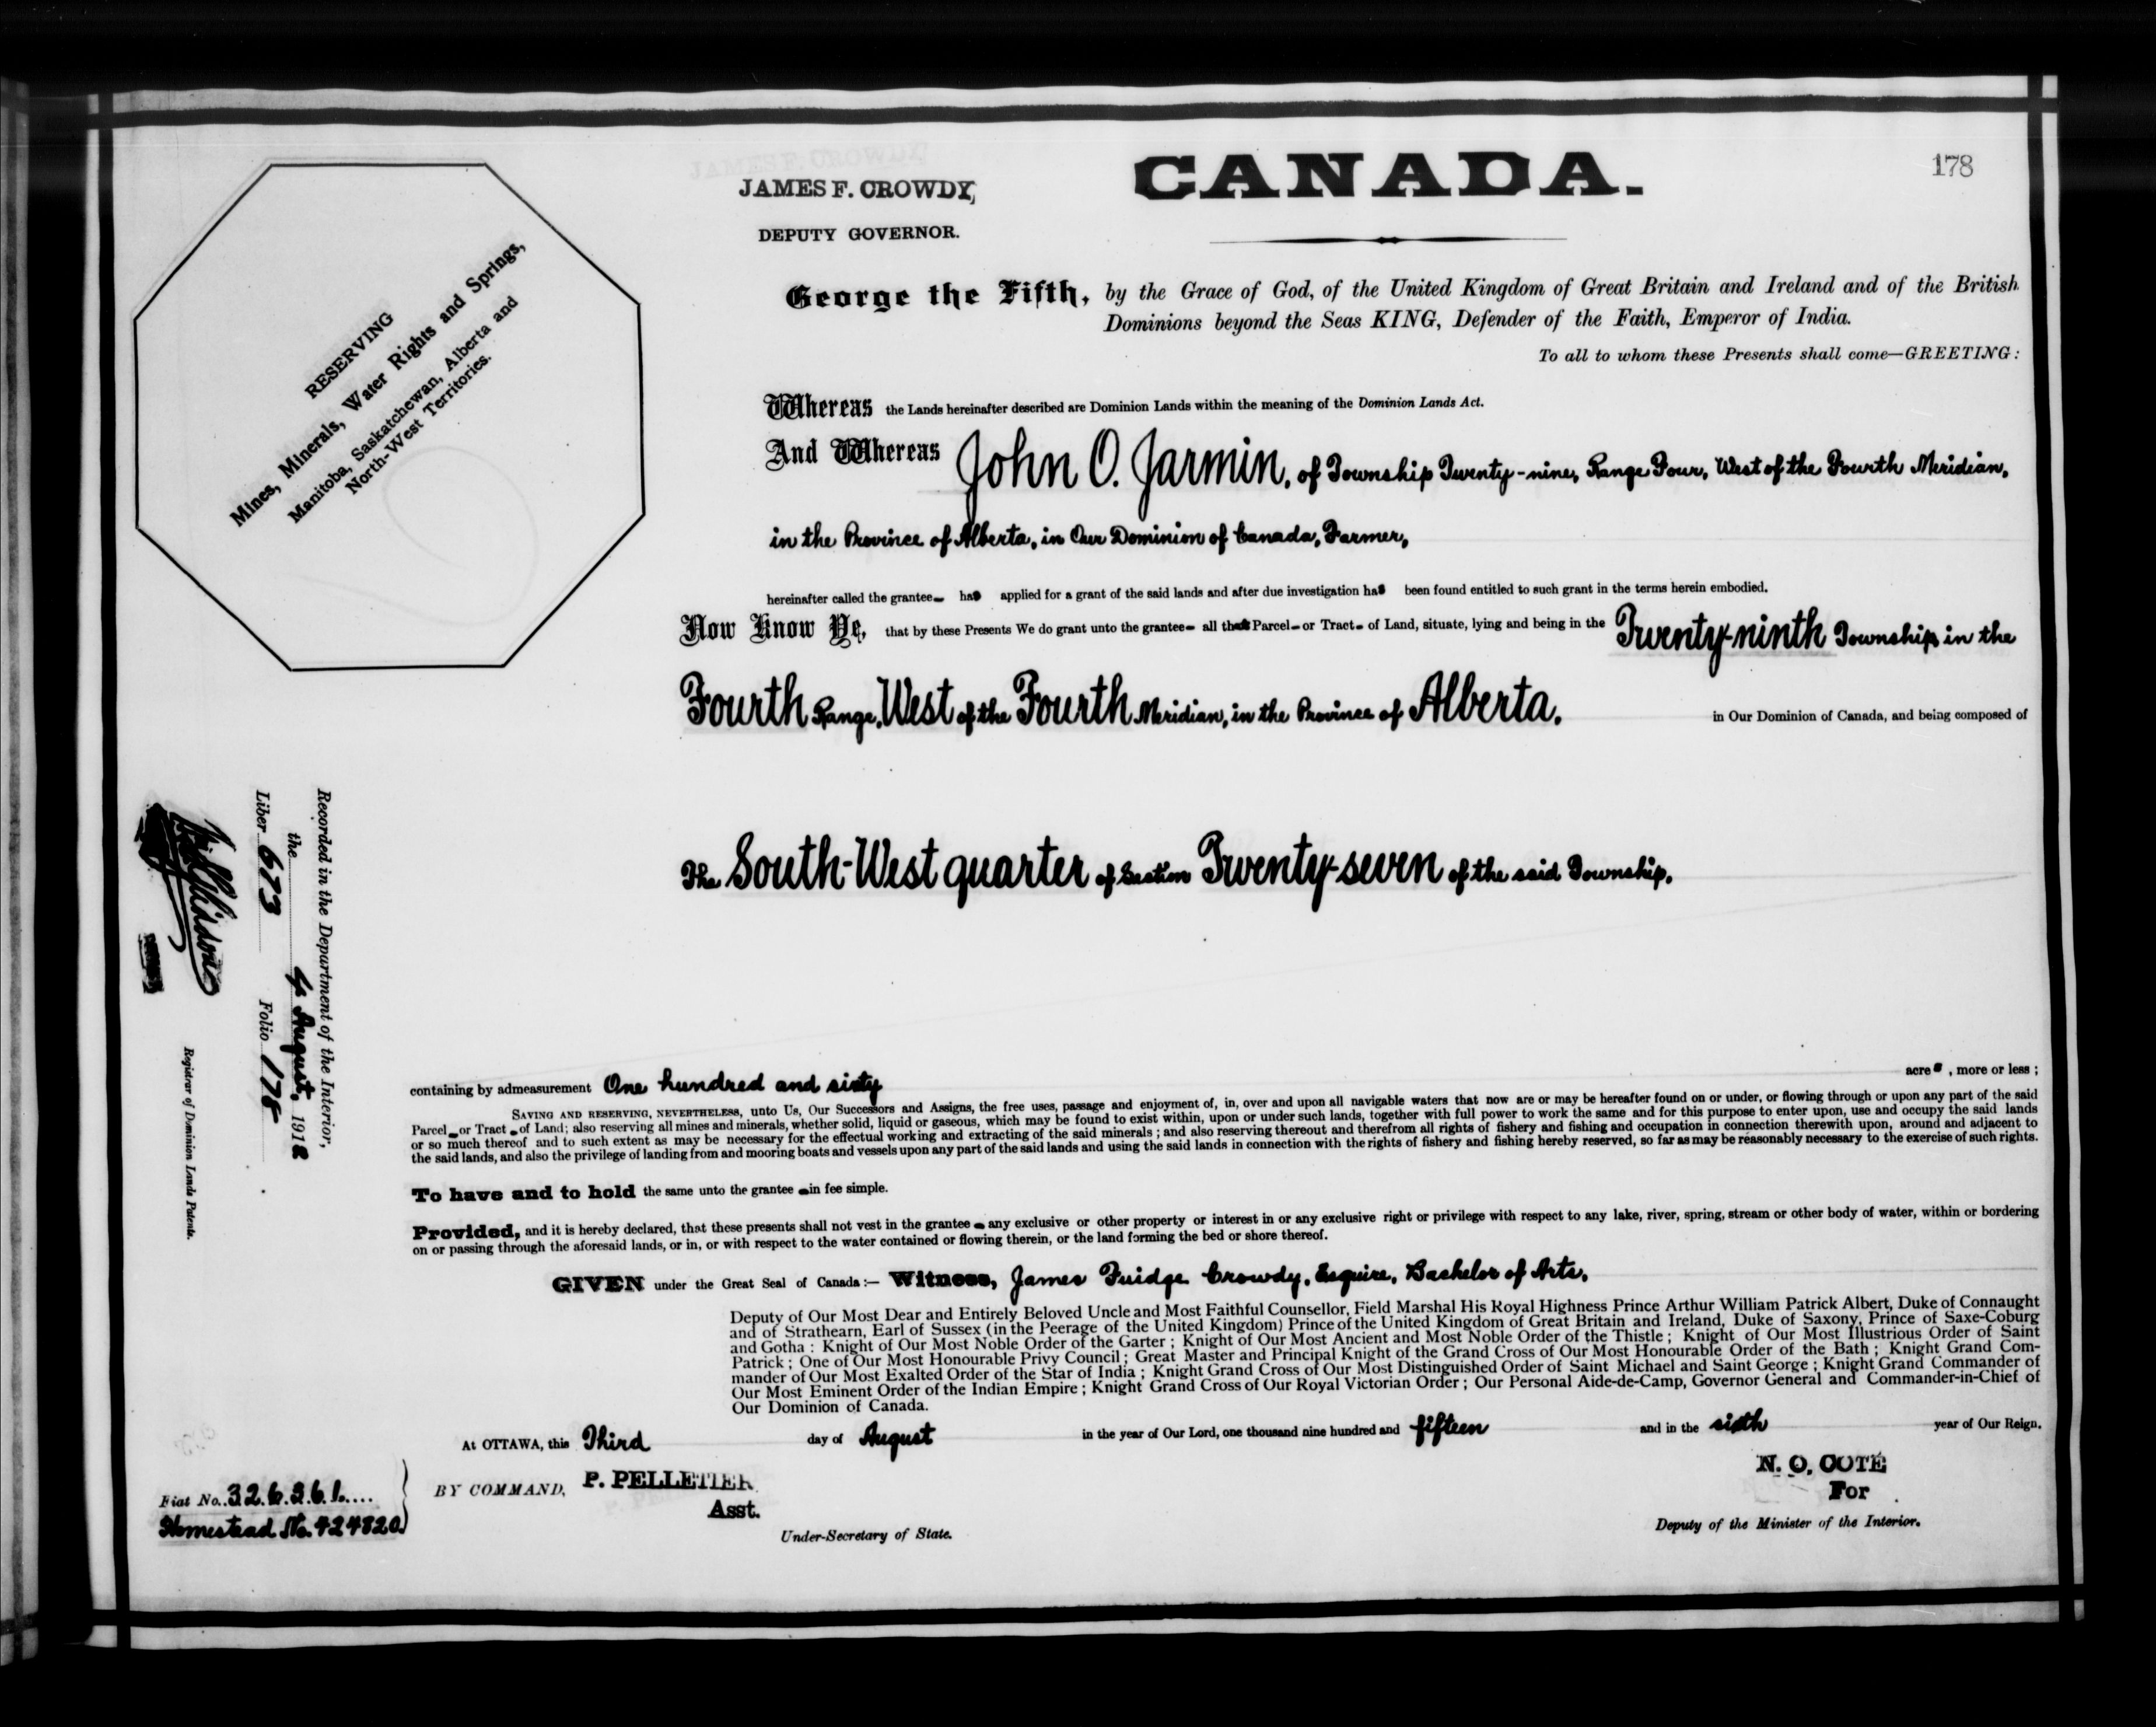 178
JAMES F. CROWDY,
DEPUTY GOVERNOR.
CANADA.
RESERVING
Mines, Minerals, Water Rights and Springs,
Manitoba, Saskatchewan, Alberta and
North-West Territories.
George the Fifth, by the Grace of God, of the United Kingdom of Great Britain and Ireland and of the British
Dominions beyond the Seas KING, Defender of the Faith, Emperor of India.
To all to whom these Presents shall come—GREETING:
Whereas the Lands hereinafter described are Dominion Lands within the meaning of the Dominion Lands Act.
And Whereas John O. Jarmin, of Township Twenty-nine, Range Four, West of the Fourth Meridian,
in the Province of Alberta, in Our Dominion of Canada, Farmer,
hereinafter called the grantee has applied for a grant of the said lands and after due investigation has been found entitled to such grant in the terms herein embodied.
Now Know Ye, that by these Presents We do grant unto the grantee all that Parcel or Tract of Land, situate, lying and being in the Twenty-ninth Township in the
Fourth Range, West of the Fourth Meridian, in the Province of Alberta, in Our Dominion of Canada, and being composed of
The South-West quarter of Section Twenty-seven of the said Township,
Recorded in the Department of the Interior,
the 4 August, 191
Liber 673 Folio 178
Registrar of Dominion Lands Patents.
containing by admeasurement One hundred and sixty acres, more or less;
SAVING AND RESERVING, NEVERTHELESS, unto Us, Our Successors and Assigns, the free uses, passage and enjoyment of, in, over and upon all navigable waters that now are or may be hereafter found on or under, or flowing through or upon any part of the said
Parcel or Tract of Land; also reserving all mines and minerals, whether solid, liquid or gaseous, which may be found to exist within, upon or under such lands, together with full power to work the same and for this purpose to enter upon, use and occupy the said lands
or so much thereof and to such extent as may be necessary for the effectual working and extracting of the said minerals; and also reserving thereout and therefrom all rights of fishery and fishing and occupation in connection therewith upon, around and adjacent to
the said lands, and also the privilege of landing from and mooring boats and vessels upon any part of the said lands and using the said lands in connection with the rights of fishery and fishing hereby reserved, so far as may be reasonably necessary to the exercise of such rights.
To have and to hold the same unto the grantee in fee simple.
Provided, and it is hereby declared, that these presents shall not vest in the grantee any exclusive or other property or interest in or any exclusive right or privilege with respect to any lake, river, spring, stream or other body of water, within or bordering
on or passing through the aforesaid lands, or in, or with respect to the water contained or flowing therein, or the land forming the bed or shore thereof.
GIVEN under the Great Seal of Canada:— Witness, James Fuidge Crowdy, Esquire, Bachelor of Arts,
Deputy of Our Most Dear and Entirely Beloved Uncle and Most Faithful Counsellor, Field Marshal His Royal Highness Prince Arthur William Patrick Albert, Duke of Connaught
and of Strathearn, Earl of Sussex (in the Peerage of the United Kingdom) Prince of the United Kingdom of Great Britain and Ireland, Duke of Saxony, Prince of Saxe-Coburg
and Gotha: Knight of Our Most Noble Order of the Garter; Knight of Our Most Ancient and Most Noble Order of the Thistle; Knight of Our Most Illustrious Order of Saint
Patrick; One of Our Most Honourable Privy Council; Great Master and Principal Knight of the Grand Cross of Our Most Honourable Order of the Bath; Knight Grand Com-
mander of Our Most Exalted Order of the Star of India; Knight Grand Cross of Our Most Distinguished Order of Saint Michael and Saint George; Knight Grand Commander of
Our Most Eminent Order of the Indian Empire; Knight Grand Cross of Our Royal Victorian Order; Our Personal Aide-de-Camp, Governor General and Commander-in-Chief of
Our Dominion of Canada.
At OTTAWA, this Third day of August in the year of Our Lord, one thousand nine hundred and fifteen and in the sixth year of Our Reign.
Fiat No. 326261
Homestead No. 424820
BY COMMAND, P. PELLETIER
Asst.
Under-Secretary of State.
N. O. COTÉ
For
Deputy of the Minister of the Interior.